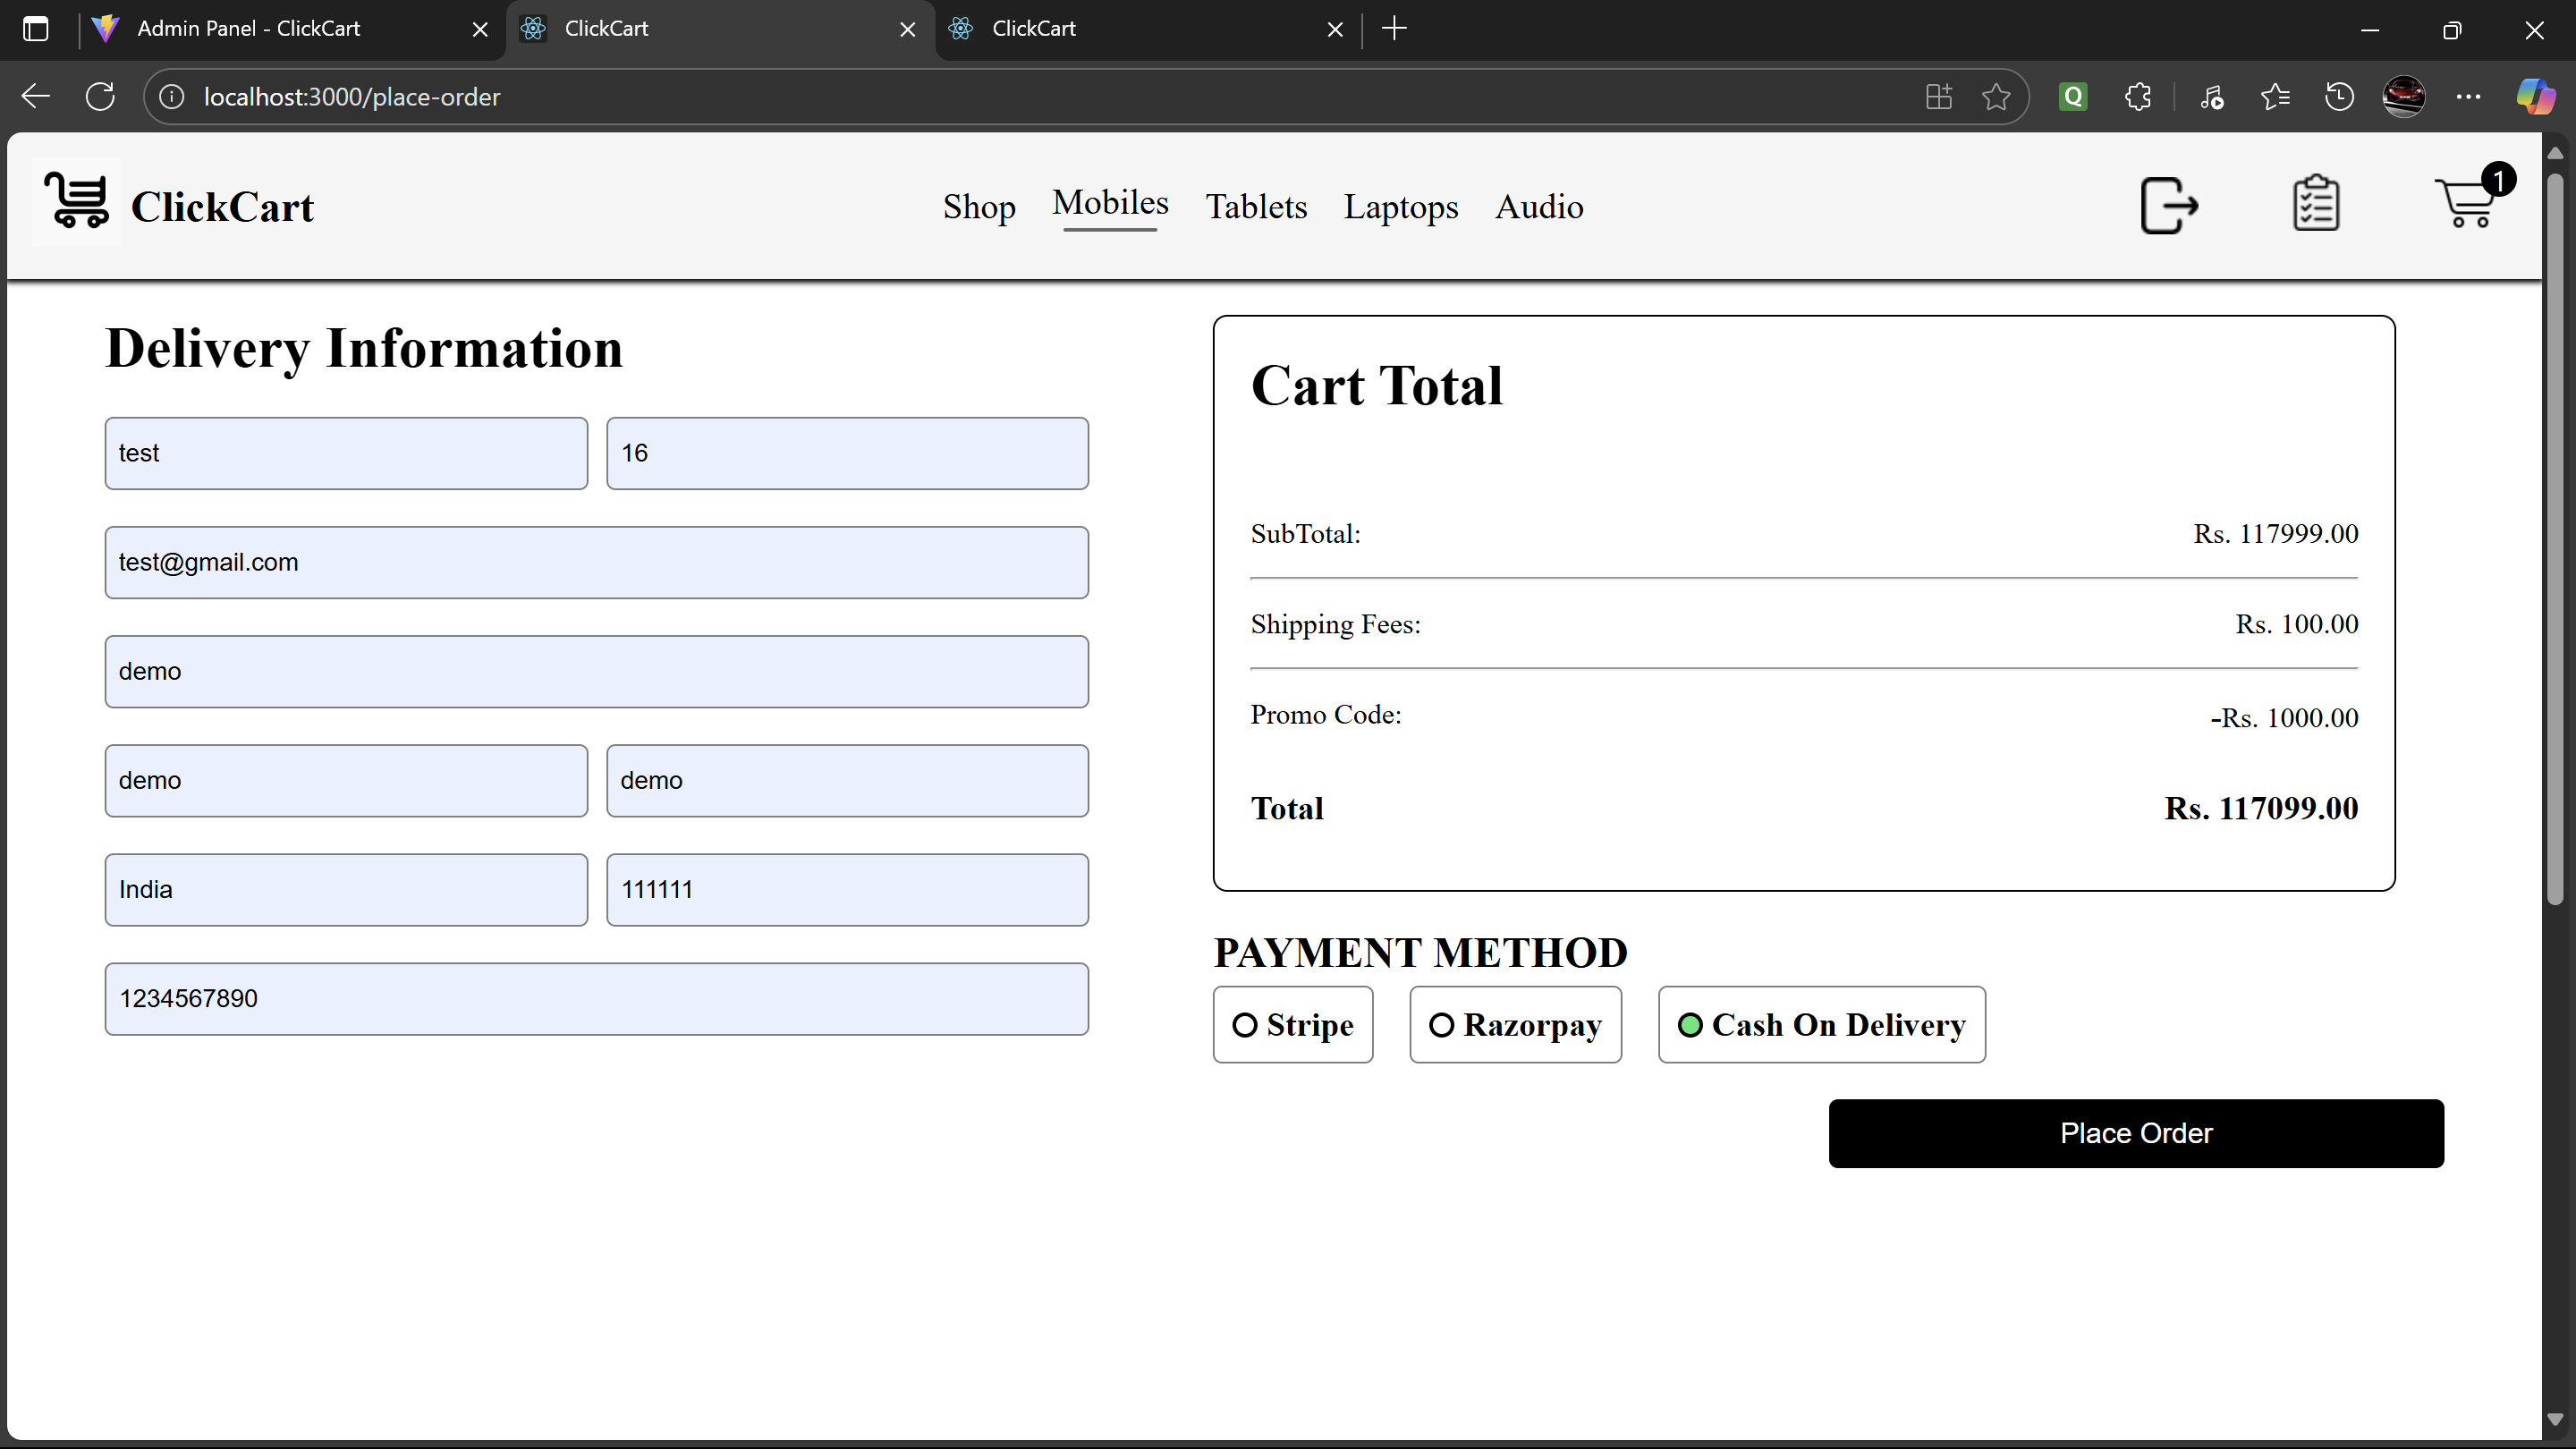 Admin Panel - ClickCart
ClickCart
ClickCart
localhost:3000/place-order
Q
ClickCart
Shop Mobiles Tablets Laptops Audio
1
Delivery Information
test 16
test@gmail.com
demo
demo demo
India 111111
1234567890
Cart Total
SubTotal: Rs. 117999.00
Shipping Fees: Rs. 100.00
Promo Code: -Rs. 1000.00
Total Rs. 117099.00
PAYMENT METHOD
Stripe Razorpay Cash On Delivery
Place Order